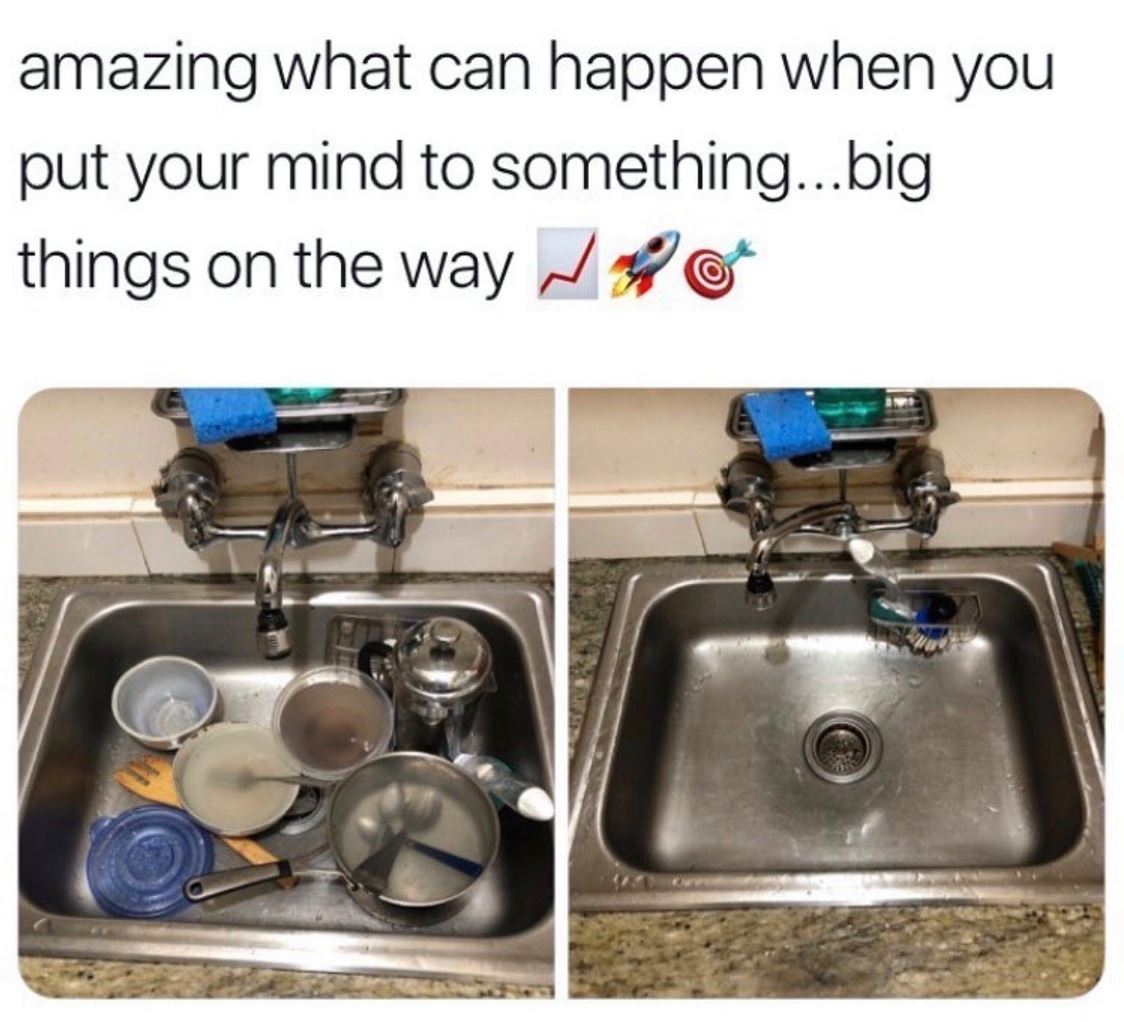 amazing what can happen when you
put your mind to something...big
things on the way 📈🚀🎯